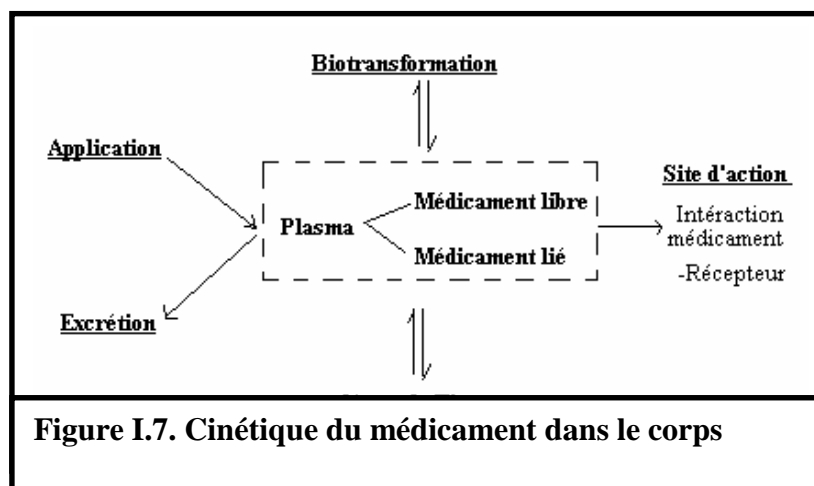 Biotransformation
Application
Plasma
Médicament libre
Médicament lié
Site d'action
Intéraction
médicament
-Récepteur
Excrétion
Figure I.7. Cinétique du médicament dans le corps